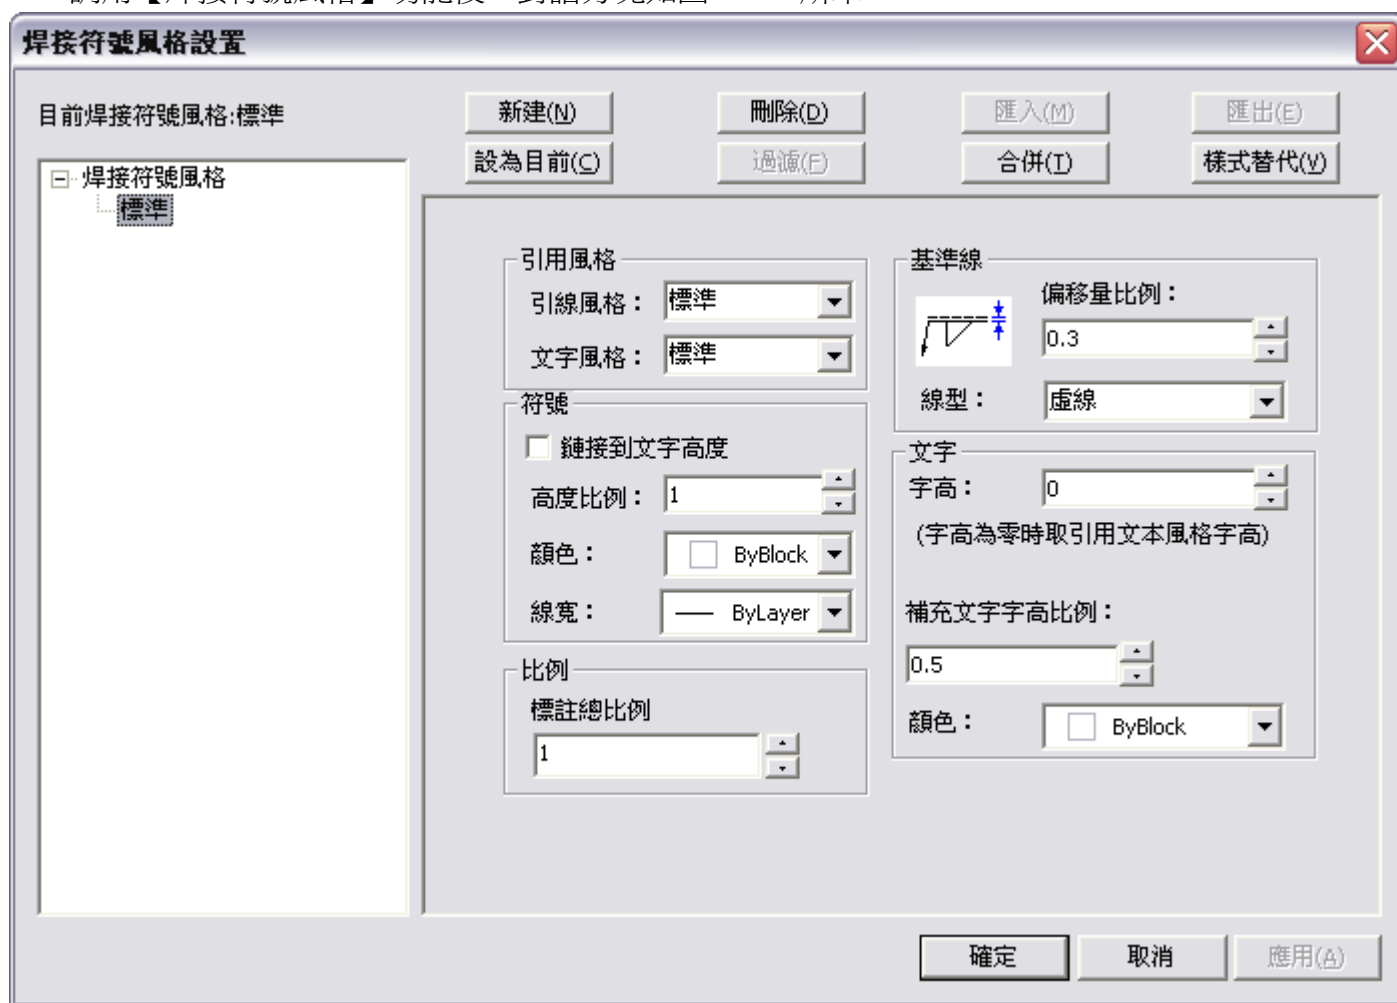 焊接符號風格設置
目前焊接符號風格:標準
新建(N) 刪除(D) 匯入(M) 匯出(E)
設為目前(C) 過濾(F) 合併(T) 樣式替代(V)
焊接符號風格
標準
引用風格
引線風格： 標準
文字風格： 標準
符號
鏈接到文字高度
高度比例： 1
顏色： ByBlock
線寬： ByLayer
比例
標註總比例
1
基準線
偏移量比例：
0.3
線型： 虛線
文字
字高： 0
(字高為零時取引用文本風格字高)
補充文字字高比例：
0.5
顏色： ByBlock
確定 取消 應用(A)